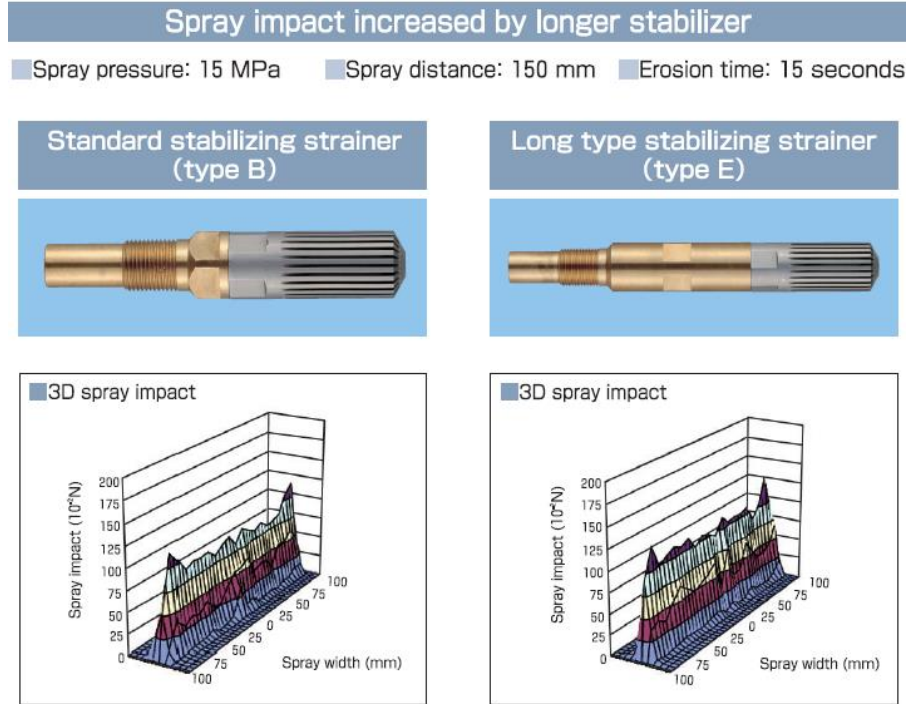 Spray impact increased by longer stabilizer
Spray pressure: 15 MPa
Spray distance: 150 mm
Erosion time: 15 seconds
Standard stabilizing strainer
(type B)
Long type stabilizing strainer
(type E)
3D spray impact
Spray impact (10⁻²N)
200
175
150
125
100
75
50
25
0
100
75
50
25
0
25
50
75
100
Spray width (mm)
3D spray impact
Spray impact (10⁻²N)
200
175
150
125
100
75
50
25
0
100
75
50
25
0
25
50
75
100
Spray width (mm)